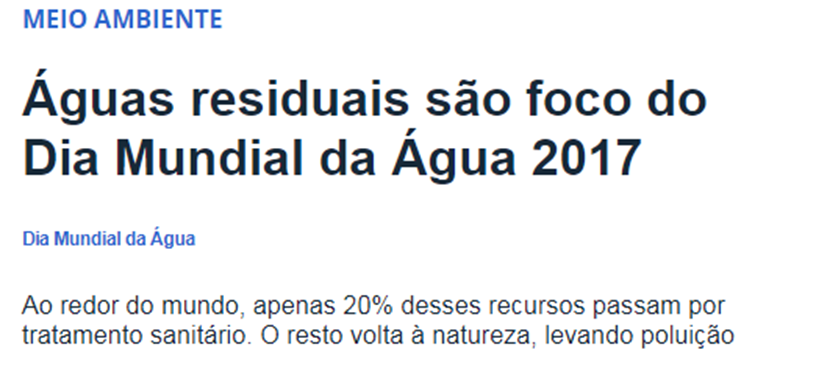 MEIO AMBIENTE
Águas residuais são foco do
Dia Mundial da Água 2017
Dia Mundial da Água
Ao redor do mundo, apenas 20% desses recursos passam por
tratamento sanitário. O resto volta à natureza, levando poluição